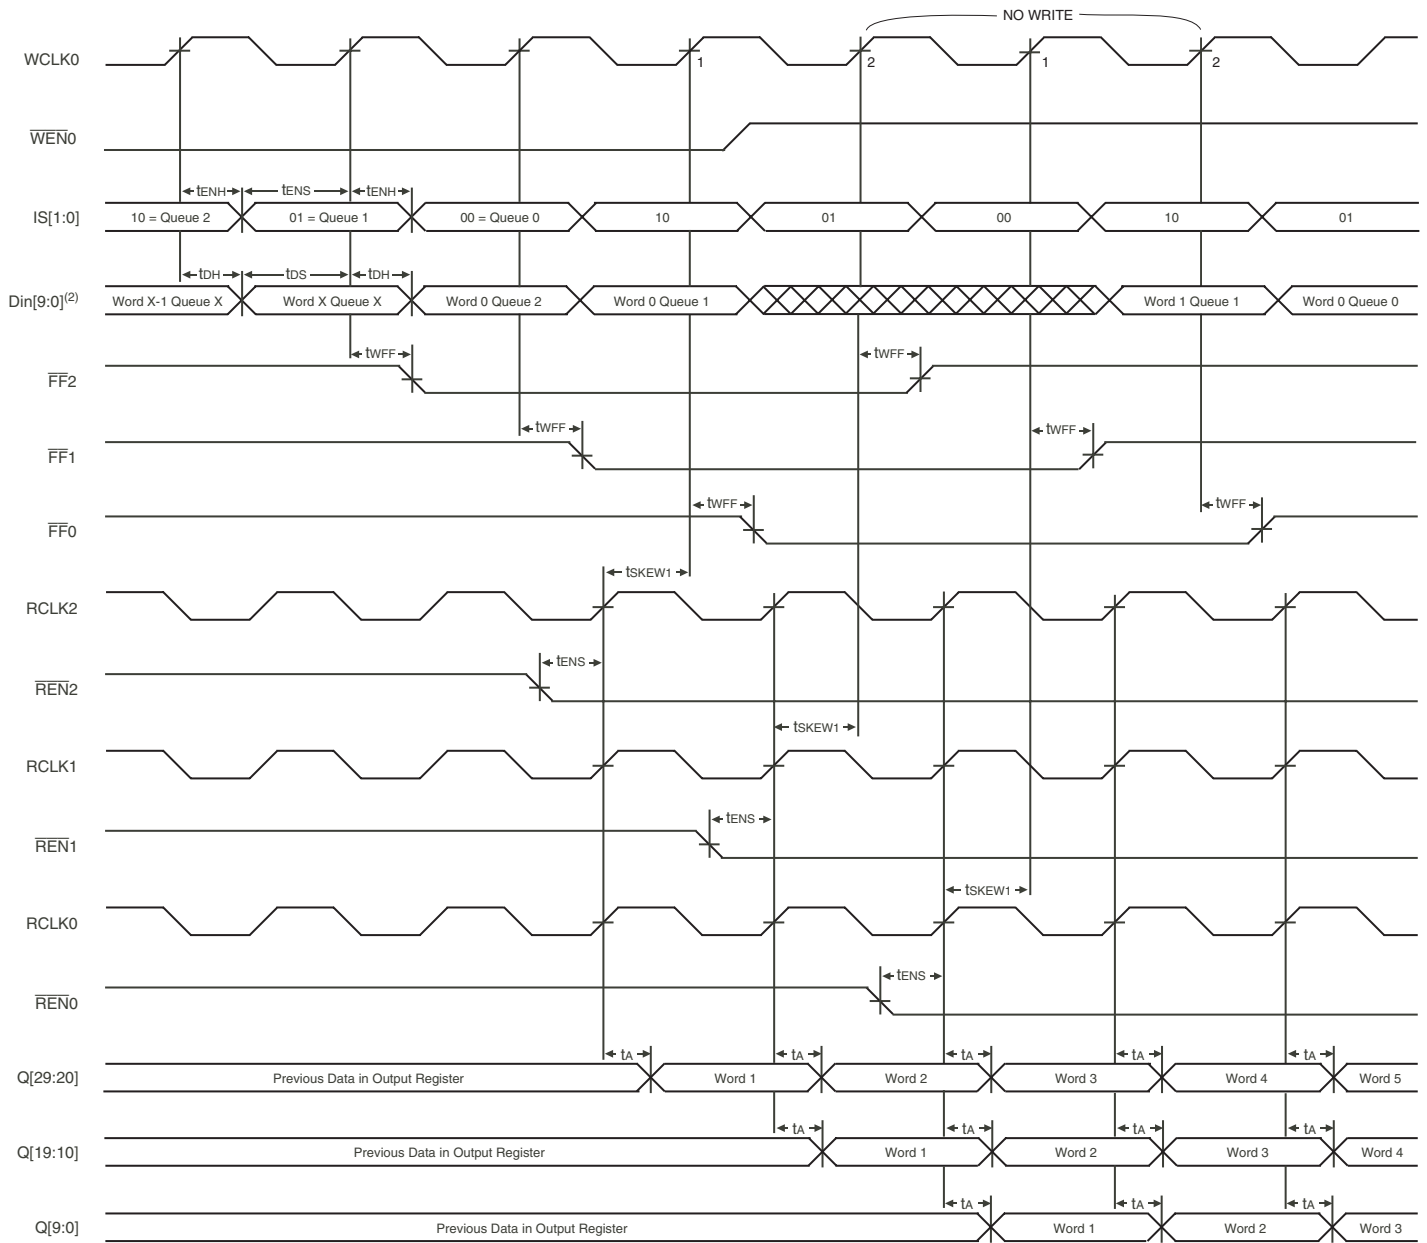 NO WRITE
WCLK0
1 2 1 2
WEN0
tENH tENS tENH
IS[1:0] 10 = Queue 2 01 = Queue 1 00 = Queue 0 10 01 00 10 01
tDH tDS tDH
Din[9:0](2) Word X-1 Queue X Word X Queue X Word 0 Queue 2 Word 0 Queue 1 Word 1 Queue 1 Word 0 Queue 0
tWFF tWFF
FF2
tWFF tWFF
FF1
tWFF tWFF
FF0
tSKEW1
RCLK2
tENS
REN2
tSKEW1
RCLK1
tENS
REN1
tSKEW1
RCLK0
tENS
REN0
tA tA tA tA tA
Q[29:20] Previous Data in Output Register Word 1 Word 2 Word 3 Word 4 Word 5
tA tA tA tA
Q[19:10] Previous Data in Output Register Word 1 Word 2 Word 3 Word 4
tA tA tA
Q[9:0] Previous Data in Output Register Word 1 Word 2 Word 3